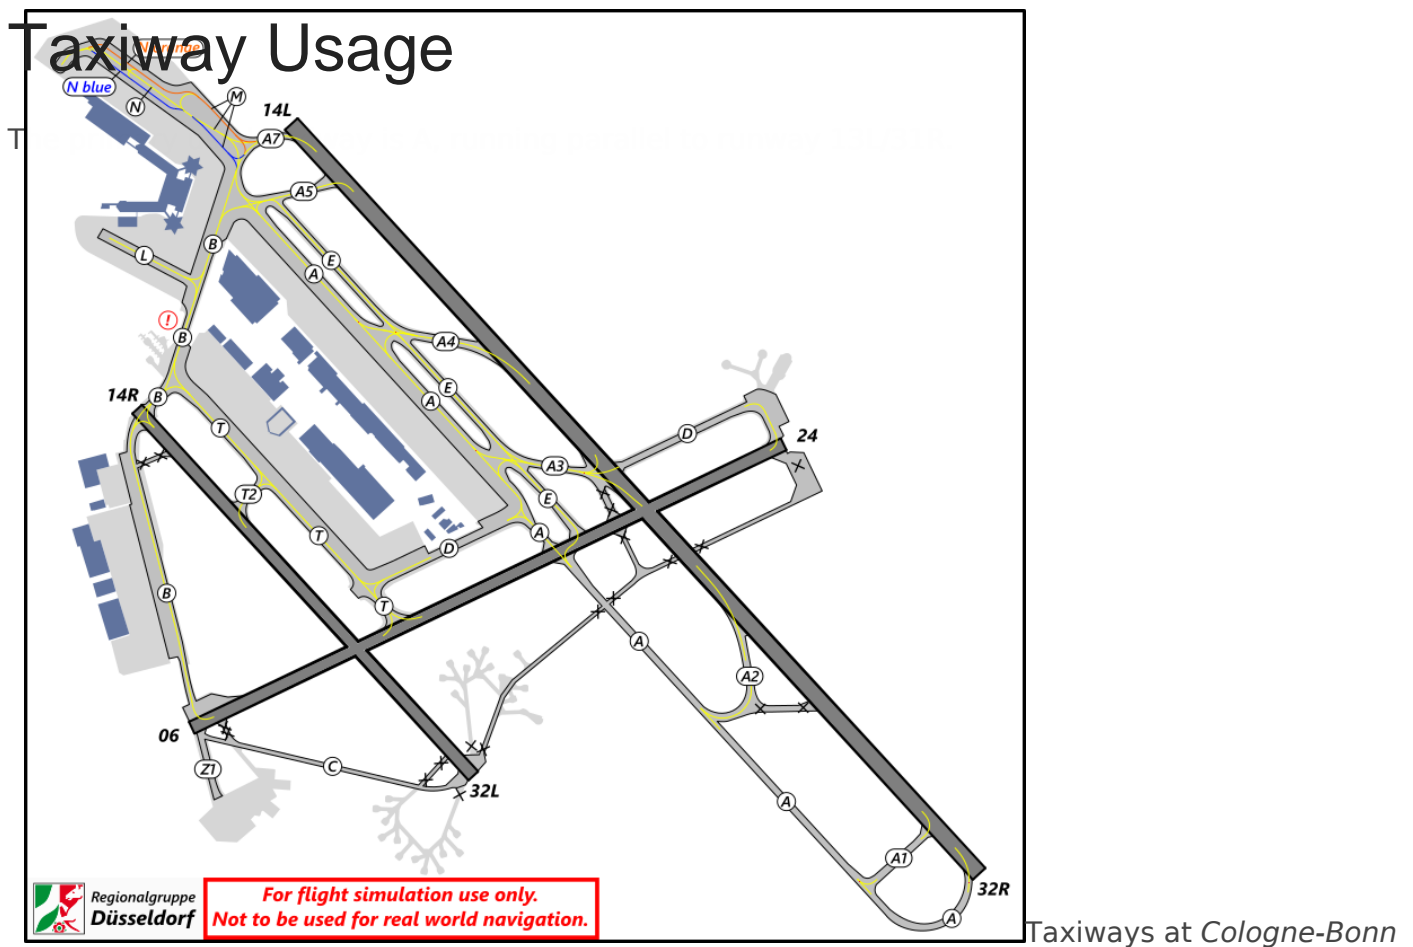 Taxiway Usage
N orange
N blue
N
M
14L
A7
A5
B
L
E
A
B
A4
14R
B
E
A
T
D
24
A3
T2
E
T
A
D
B
T
A
A2
06
Z1
C
32L
A
A1
32R
A
Regionalgruppe
Düsseldorf
For flight simulation use only.
Not to be used for real world navigation.
Taxiways at Cologne-Bonn